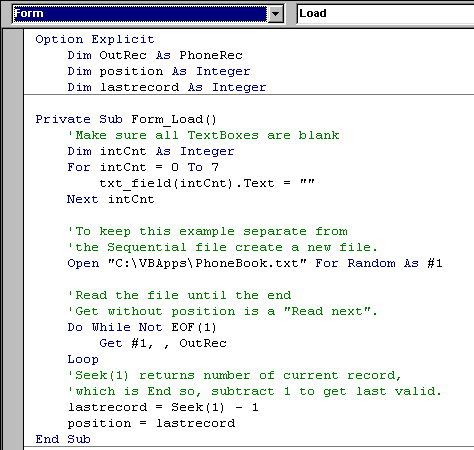 Form Load
Option Explicit
Dim OutRec As PhoneRec
Dim position As Integer
Dim lastrecord As Integer
Private Sub Form_Load()
'Make sure all TextBoxes are blank
Dim intCnt As Integer
For intCnt = 0 To 7
txt_field(intCnt).Text = ""
Next intCnt
'To keep this example separate from
'the Sequential file create a new file.
Open "C:\VBApps\PhoneBook.txt" For Random As #1
'Read the file until the end
'Get without position is a "Read next".
Do While Not EOF(1)
Get #1, , OutRec
Loop
'Seek(1) returns number of current record,
'which is End so, subtract 1 to get last valid.
lastrecord = Seek(1) - 1
position = lastrecord
End Sub